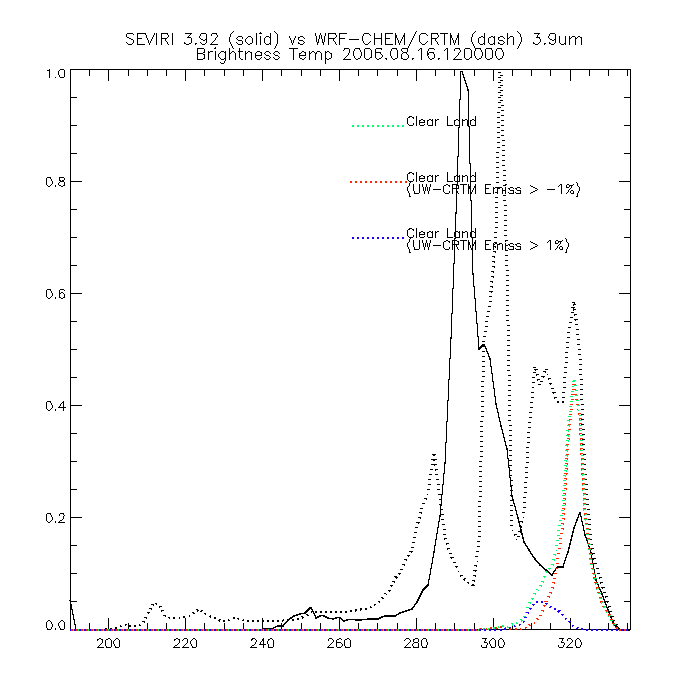 SEVIRI 3.92 (solid) vs WRF-CHEM/CRTM (dash) 3.9um
Brightness Temp 2006.08.16.120000
1.0
Clear Land
0.8
Clear Land
(UW-CRTM Emiss > -1%)
Clear Land
(UW-CRTM Emiss > 1%)
0.6
0.4
0.2
0.0
200 220 240 260 280 300 320